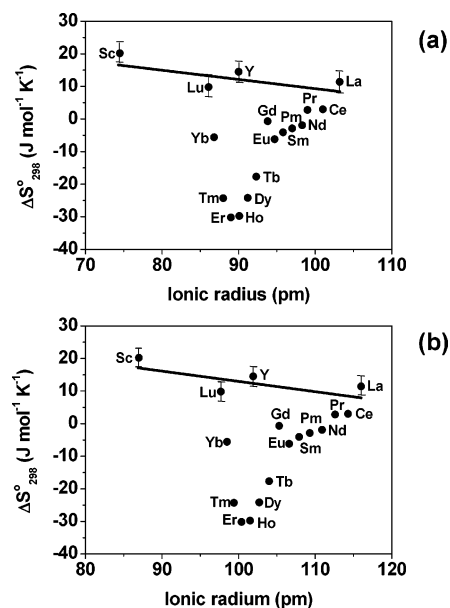 (a)
30
20
10
0
-10
-20
-30
-40
ΔS°298 (J mol⁻¹ K⁻¹)
Sc
Y
Lu
La
Pr
Ce
Gd
Pm
Nd
Yb
Eu
Sm
Tb
Tm
Dy
Er
Ho
70 80 90 100 110
Ionic radius (pm)
(b)
30
20
10
0
-10
-20
-30
-40
ΔS°298 (J mol⁻¹ K⁻¹)
Sc
Y
Lu
La
Pr
Ce
Gd
Pm
Nd
Yb
Eu
Sm
Tb
Tm
Dy
Er
Ho
80 90 100 110 120
Ionic radium (pm)